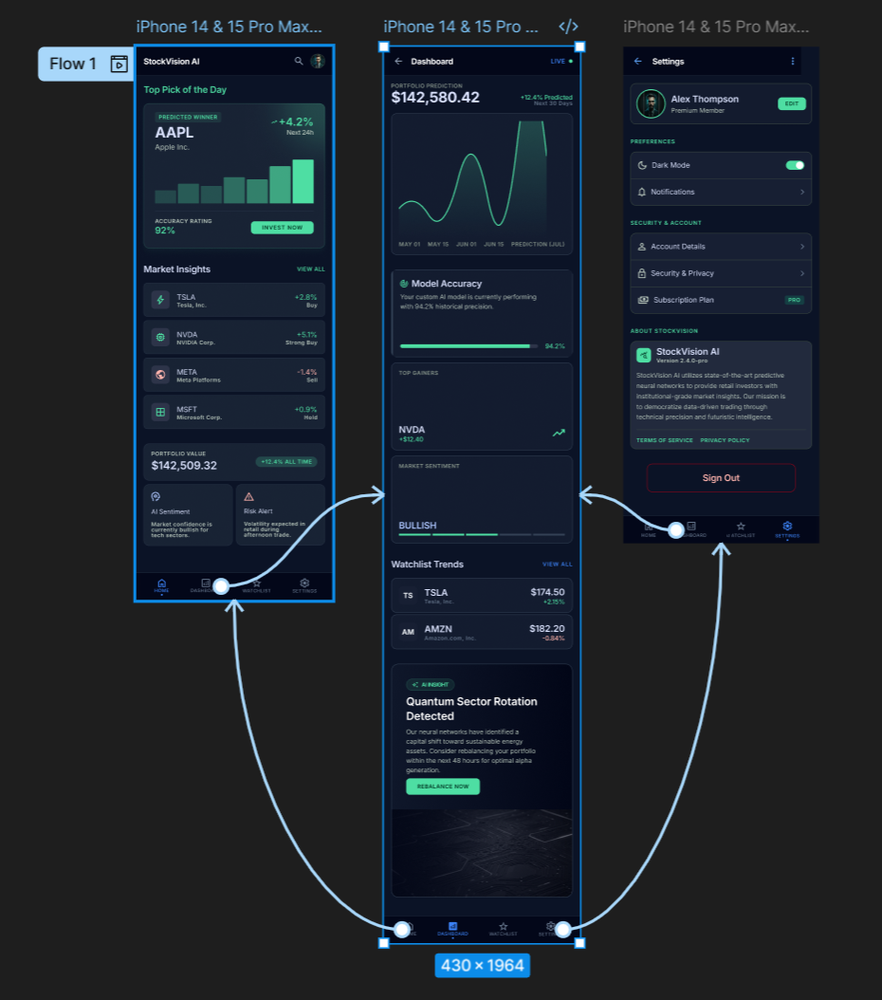 iPhone 14 & 15 Pro Max...
iPhone 14 & 15 Pro ...
</>
iPhone 14 & 15 Pro Max...
Flow 1
StockVision AI
Top Pick of the Day
PREDICTED WINNER
AAPL
Apple Inc.
+4.2%
Next 24h
ACCURACY RATING
92%
INVEST NOW
Market Insights
VIEW ALL
TSLA
Tesla, Inc.
+2.8%
Buy
NVDA
NVIDIA Corp.
+5.1%
Strong Buy
META
Meta Platforms
-1.4%
Sell
MSFT
Microsoft Corp.
+0.9%
Hold
PORTFOLIO VALUE
$142,509.32
+12.4% ALL TIME
AI Sentiment
Market confidence is
currently bullish for
tech sectors.
Risk Alert
Volatility expected in
retail during
afternoon trade.
HOME
WATCHLIST
SETTINGS
Dashboard
LIVE
PORTFOLIO PREDICTION
$142,580.42
+12.4% Predicted
Next 30 Days
MAY 01
MAY 15
JUN 01
JUN 15
PREDICTION (JUL)
Model Accuracy
Your custom AI model is currently performing
with 94.2% historical precision.
94.2%
TOP GAINERS
NVDA
+$12.40
MARKET SENTIMENT
BULLISH
Watchlist Trends
VIEW ALL
TS
TSLA
Tesla, Inc.
$174.50
+2.15%
AM
AMZN
Amazon.com, Inc.
$182.20
-0.84%
AI INSIGHT
Quantum Sector Rotation
Detected
Our neural networks have identified a
capital shift toward sustainable energy
assets. Consider rebalancing your portfolio
within the next 48 hours for optimal alpha
generation.
REBALANCE NOW
DASHBOARD
WATCHLIST
430 × 1964
Settings
Alex Thompson
Premium Member
EDIT
PREFERENCES
Dark Mode
Notifications
SECURITY & ACCOUNT
Account Details
Security & Privacy
Subscription Plan
PRO
ABOUT STOCKVISION
StockVision AI
Version 2.4.0-pro
StockVision AI utilizes state-of-the-art predictive
neural networks to provide retail investors with
institutional-grade market insights. Our mission is
to democratize data-driven trading through
technical precision and futuristic intelligence.
TERMS OF SERVICE
PRIVACY POLICY
Sign Out
HOME
SETTINGS